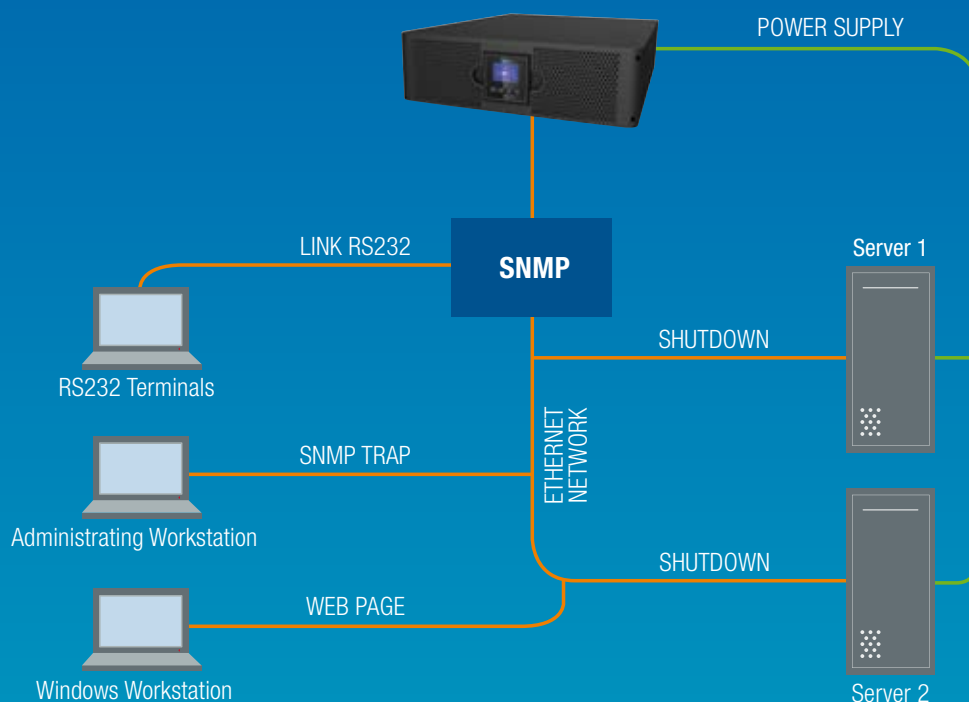 POWER SUPPLY
LINK RS232
SNMP
Server 1
SHUTDOWN
RS232 Terminals
ETHERNET
NETWORK
SNMP TRAP
Administrating Workstation
SHUTDOWN
WEB PAGE
Windows Workstation
Server 2